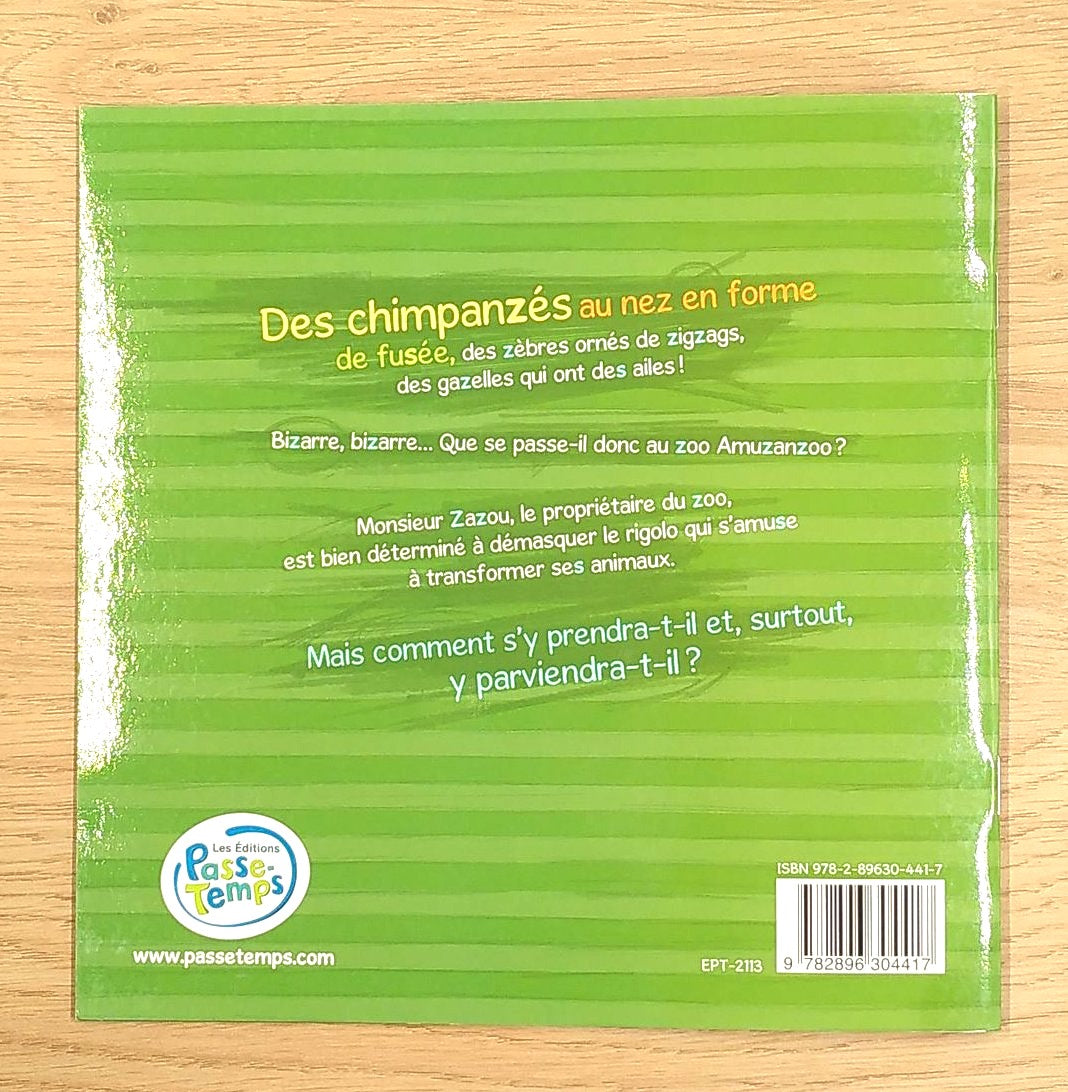 Des chimpanzés au nez en forme
de fusée, des zèbres ornés de zigzags,
des gazelles qui ont des ailes !
Bizarre, bizarre... Que se passe-il donc au zoo Amuzanzoo ?
Monsieur Zazou, le propriétaire du zoo,
est bien déterminé à démasquer le rigolo qui s'amuse
à transformer ses animaux.
Mais comment s'y prendra-t-il et, surtout,
y parviendra-t-il ?
Les Éditions
Passe-
Temps
www.passetemps.com
EPT-2113
ISBN 978-2-89630-441-7
9 782896 304417